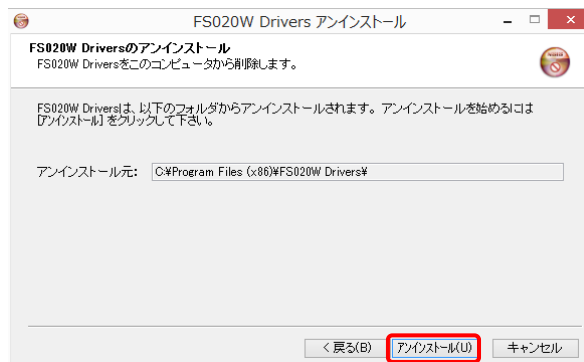 FS020W Drivers アンインストール
FS020W Driversのアンインストール
FS020W Driversをこのコンピュータから削除します。
FS020W Driversは、以下のフォルダからアンインストールされます。アンインストールを始めるには
[アンインストール] をクリックして下さい。
アンインストール元: C:¥Program Files (x86)¥FS020W Drivers¥
< 戻る(B) アンインストール(U) キャンセル